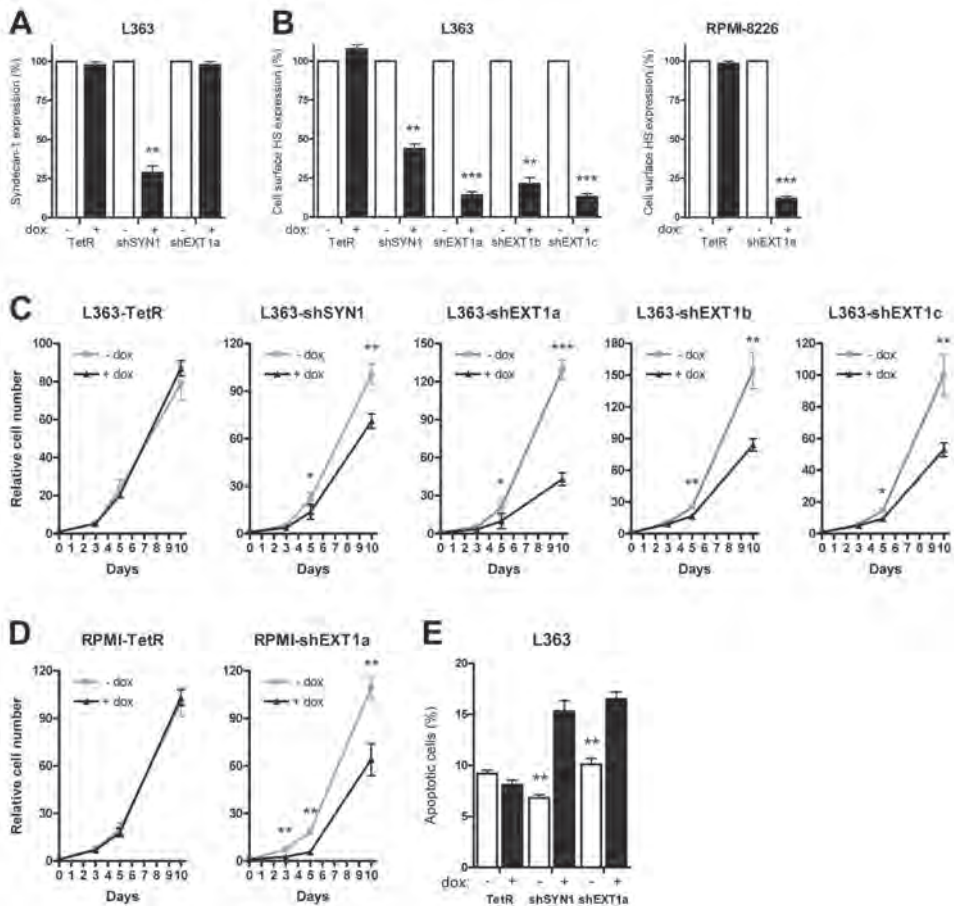 A
L363
Syndecan-1 expression (%)
100
75
50
25
0
**
dox: - + - + - +
TetR shSYN1 shEXT1a
B
L363
Cell surface HS expression (%)
100
75
50
25
0
** *** ** ***
dox: - + - + - + - + - +
TetR shSYN1 shEXT1a shEXT1b shEXT1c
RPMI-8226
Cell surface HS expression (%)
100
75
50
25
0
***
dox: - + - +
TetR shEXT1a
C
L363-TetR
Relative cell number
100
80
60
40
20
0
- dox
+ dox
0 1 2 3 4 5 6 7 8 9 10
Days
L363-shSYN1
120
90
60
30
0
- dox
+ dox
**
*
0 1 2 3 4 5 6 7 8 9 10
Days
L363-shEXT1a
150
120
90
60
30
0
- dox
+ dox
***
*
0 1 2 3 4 5 6 7 8 9 10
Days
L363-shEXT1b
180
150
120
90
60
30
0
- dox
+ dox
**
**
0 1 2 3 4 5 6 7 8 9 10
Days
L363-shEXT1c
120
100
80
60
40
20
0
- dox
+ dox
**
*
0 1 2 3 4 5 6 7 8 9 10
Days
D
RPMI-TetR
Relative cell number
120
90
60
30
0
- dox
+ dox
0 1 2 3 4 5 6 7 8 9 10
Days
RPMI-shEXT1a
120
90
60
30
0
- dox
+ dox
**
**
**
0 1 2 3 4 5 6 7 8 9 10
Days
E
L363
Apoptotic cells (%)
20
15
10
5
0
** **
dox: - + - + - +
TetR shSYN1 shEXT1a